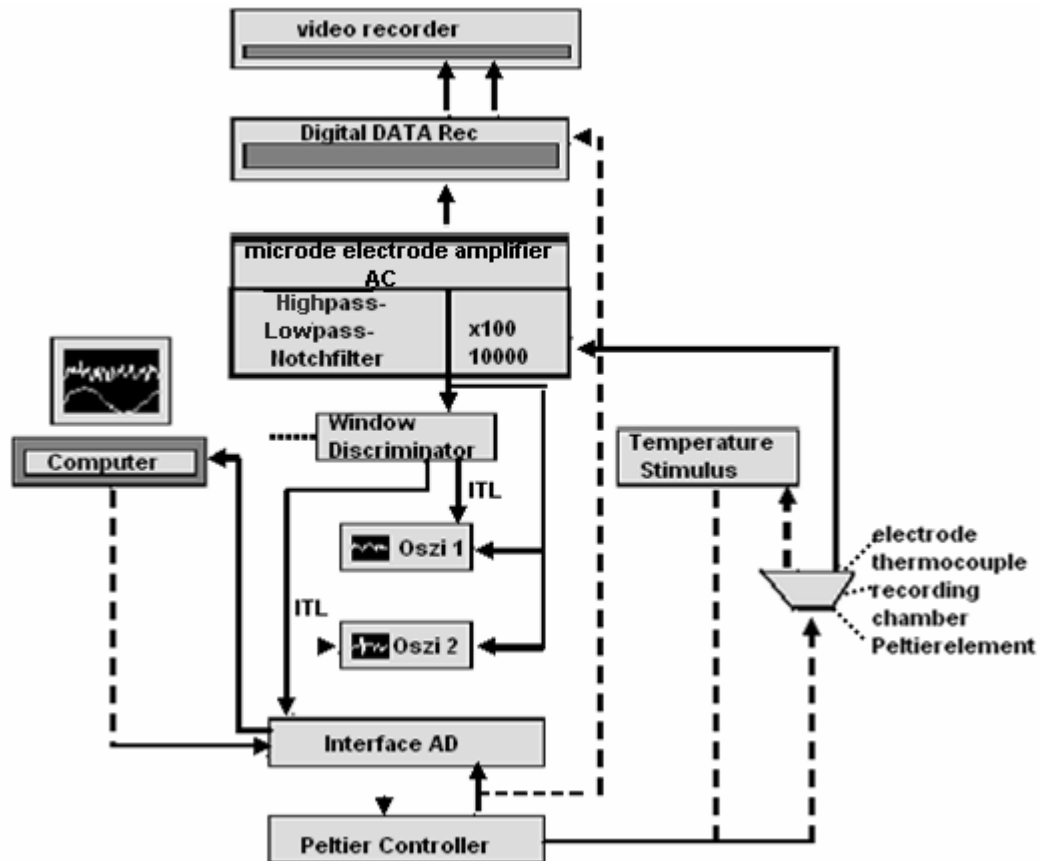 video recorder
Digital DATA Rec
microde electrode amplifier
AC
Highpass-
Lowpass-
Notchfilter
x100
10000
Window
Discriminator
Computer
Temperature
Stimulus
ITL
Oszi 1
electrode
thermocouple
recording
chamber
Peltierelement
ITL
Oszi 2
Interface AD
Peltier Controller